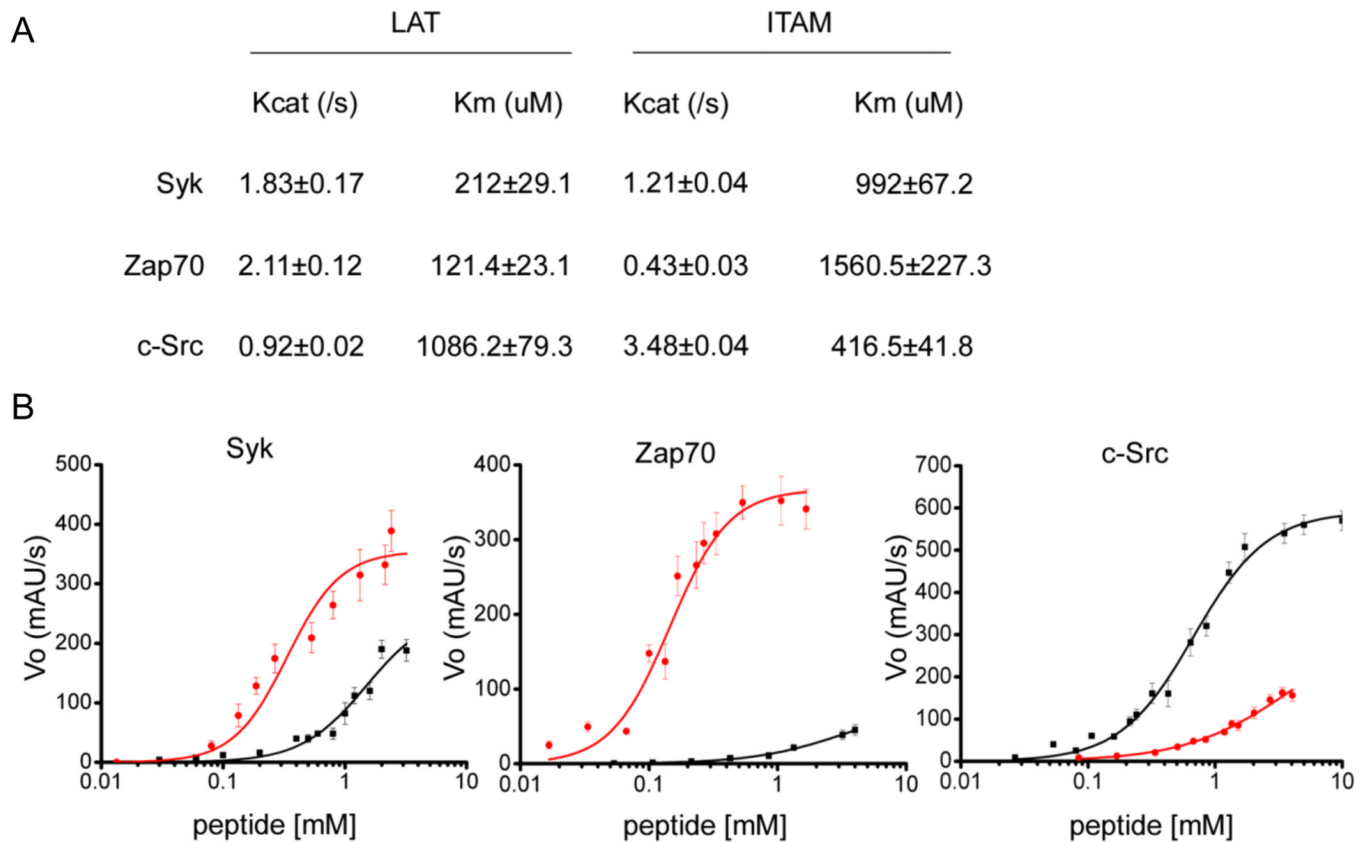 A
LAT ITAM
Kcat (/s) Km (uM) Kcat (/s) Km (uM)
Syk 1.83±0.17 212±29.1 1.21±0.04 992±67.2
Zap70 2.11±0.12 121.4±23.1 0.43±0.03 1560.5±227.3
c-Src 0.92±0.02 1086.2±79.3 3.48±0.04 416.5±41.8
B
Syk
500
400
300
200
100
0
0.01 0.1 1 10
Vo (mAU/s)
peptide [mM]
Zap70
400
300
200
100
0
0.1 1 10
Vo (mAU/s)
peptide [mM]
c-Src
700
600
500
400
300
200
100
0
0.01 0.1 1 10
Vo (mAU/s)
peptide [mM]